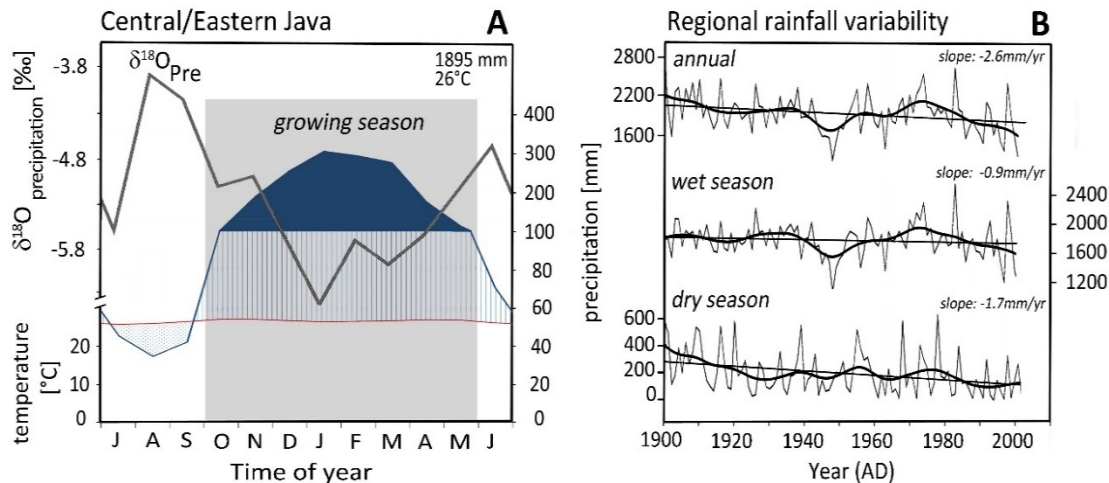 Central/Eastern Java A
δ¹⁸O Pre
1895 mm
26°C
growing season
δ¹⁸O precipitation [‰]
-3.8
-4.8
-5.8
temperature [°C]
20
10
0
400
300
200
100
80
60
40
20
0
J A S O N D J F M A M J
Time of year
Regional rainfall variability B
annual
slope: -2.6mm/yr
wet season
slope: -0.9mm/yr
dry season
slope: -1.7mm/yr
precipitation [mm]
2800
2200
1600
2400
2000
1600
1200
600
400
200
0
1900 1920 1940 1960 1980 2000
Year (AD)